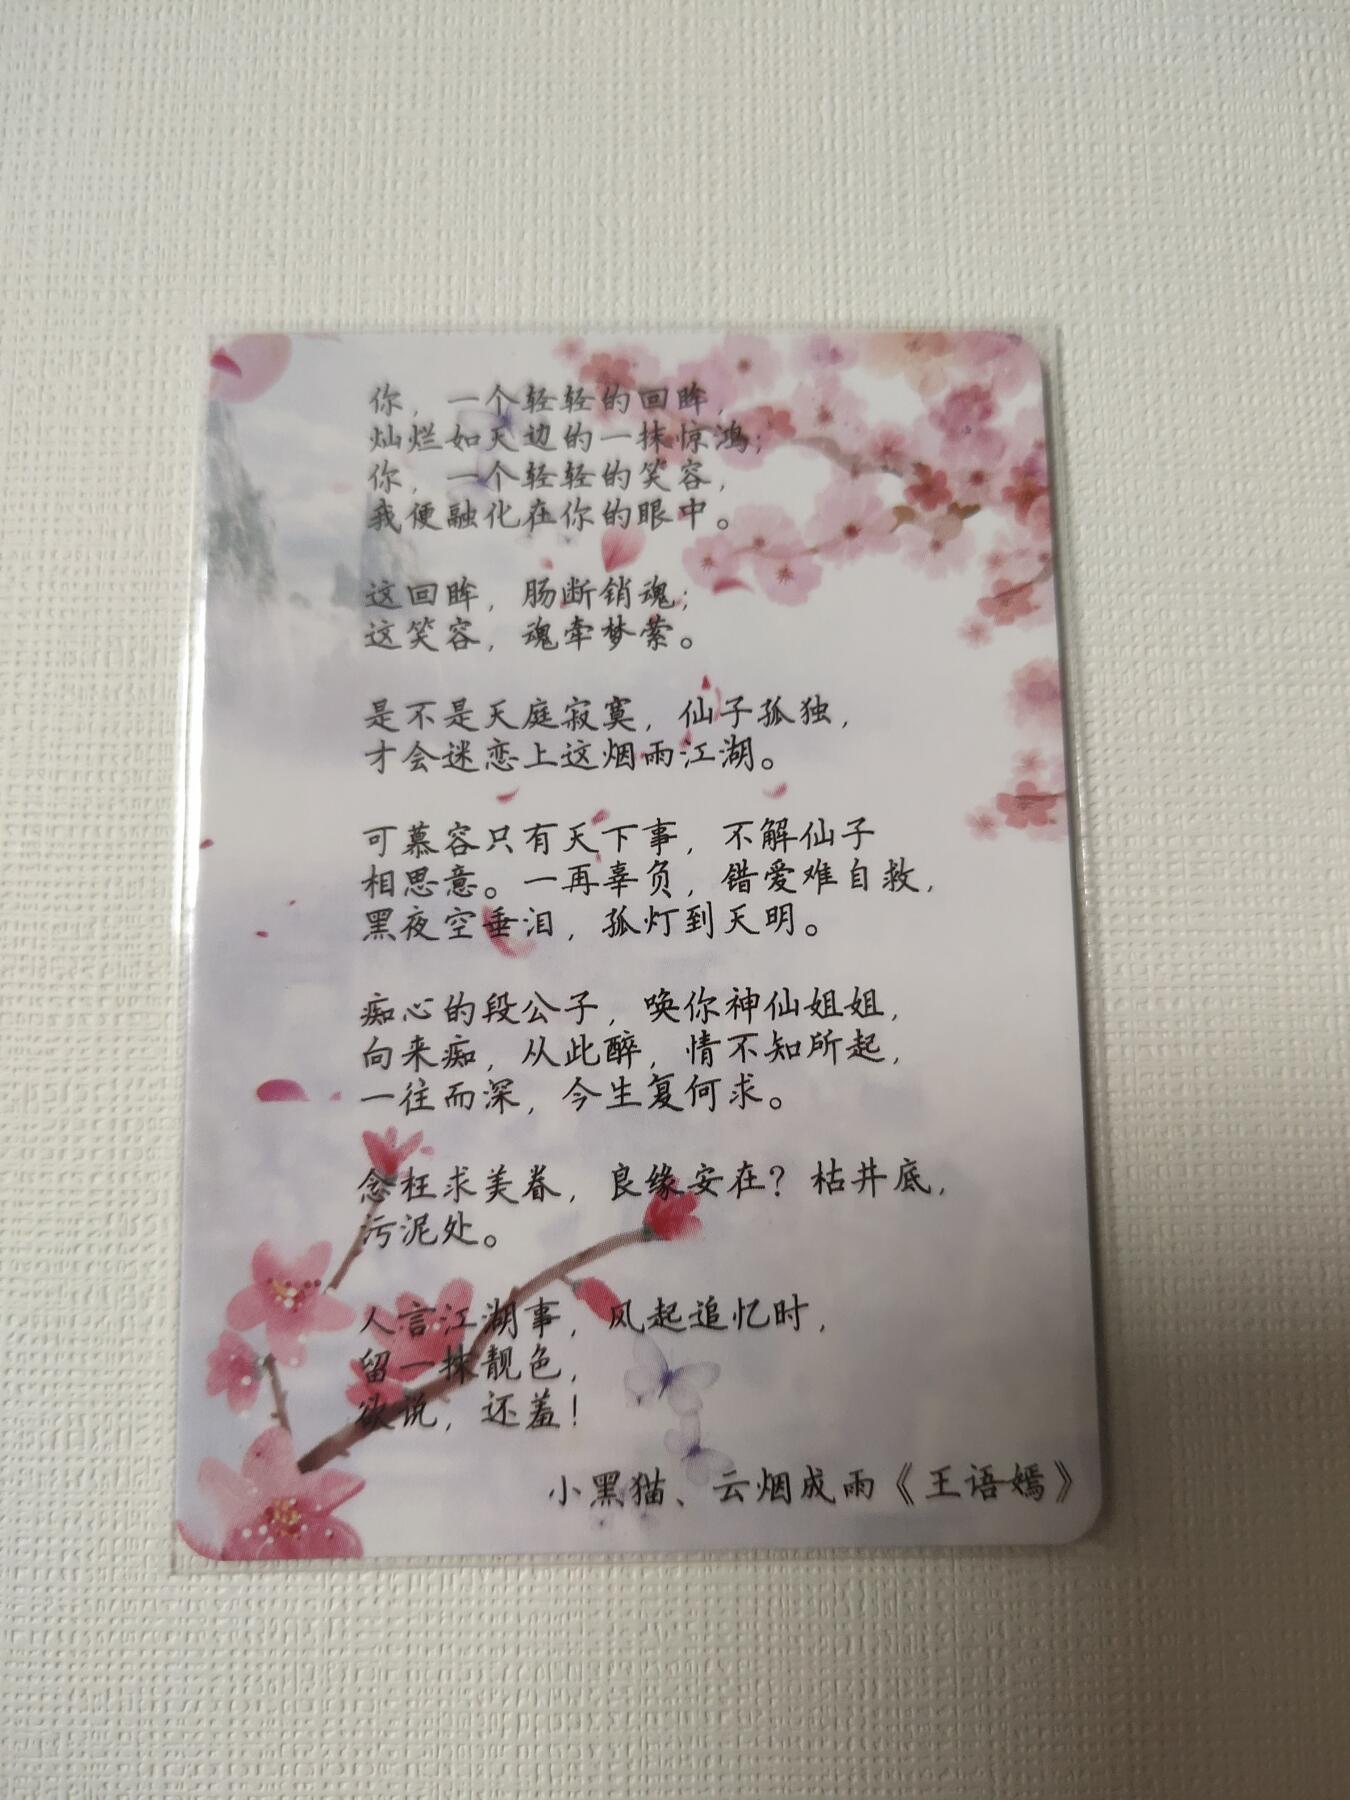 你，一个轻轻的回眸，
灿烂如天边的一抹惊鸿；
你，一个轻轻的笑容，
我便融化在你的眼中。
这回眸，肠断销魂；
这笑容，魂牵梦萦。
是不是天庭寂寞，仙子孤独，
才会迷恋上这烟雨江湖。
可慕容只有天下事，不解仙子
相思意。一再辜负，错爱难自救，
黑夜空垂泪，孤灯到天明。
痴心的段公子，唤你神仙姐姐，
向来痴，从此醉，情不知所起，
一往而深，今生复何求。
念枉求美眷，良缘安在？枯井底，
污泥处。
人言江湖事，风起追忆时，
留一抹靓色，
欲说，还羞！
小黑猫、云烟成雨《王语嫣》